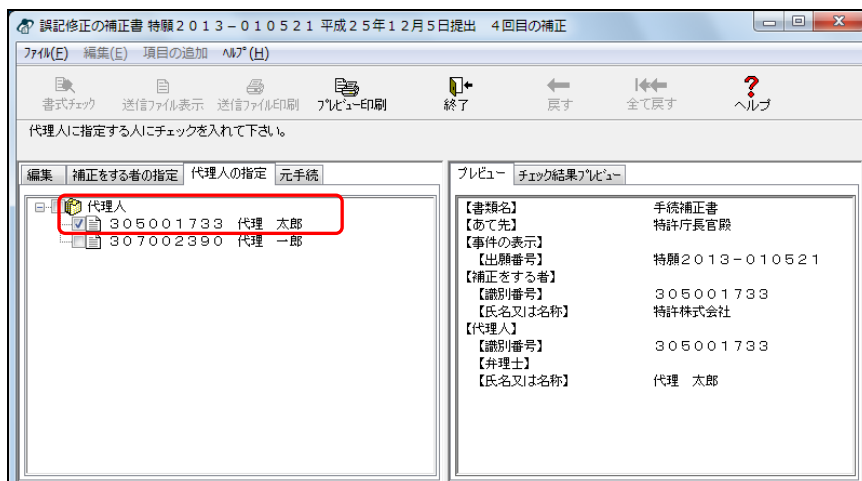 誤記修正の補正書 特願2013-010521 平成25年12月5日提出 4回目の補正
ファイル(F) 編集(E) 項目の追加 ヘルプ(H)
書式チェック 送信ファイル表示 送信ファイル印刷 プレビュー印刷 終了 戻す 全て戻す ヘルプ
代理人に指定する人にチェックを入れて下さい。
編集 補正をする者の指定 代理人の指定 元手続
代理人
305001733 代理 太郎
307002390 代理 一郎
プレビュー チェック結果プレビュー
【書類名】 手続補正書
【あて先】 特許庁長官殿
【事件の表示】
【出願番号】 特願2013-010521
【補正をする者】
【識別番号】 305001733
【氏名又は名称】 特許株式会社
【代理人】
【識別番号】 305001733
【弁理士】
【氏名又は名称】 代理 太郎